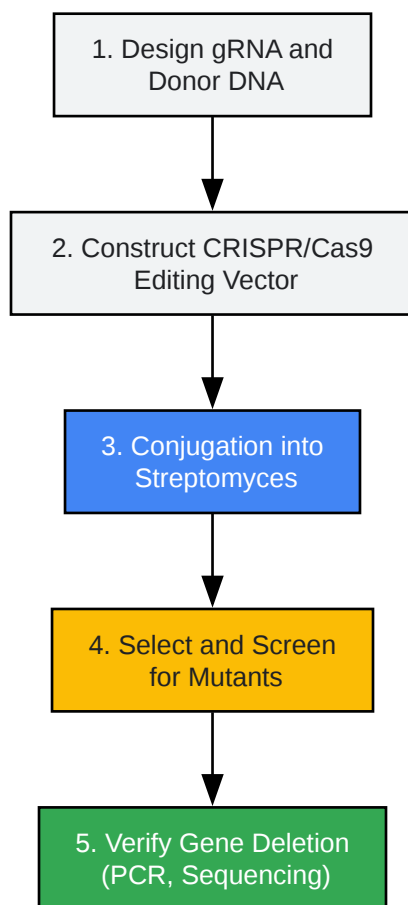 1. Design gRNA and
Donor DNA
2. Construct CRISPR/Cas9
Editing Vector
3. Conjugation into
Streptomyces
4. Select and Screen
for Mutants
5. Verify Gene Deletion
(PCR, Sequencing)